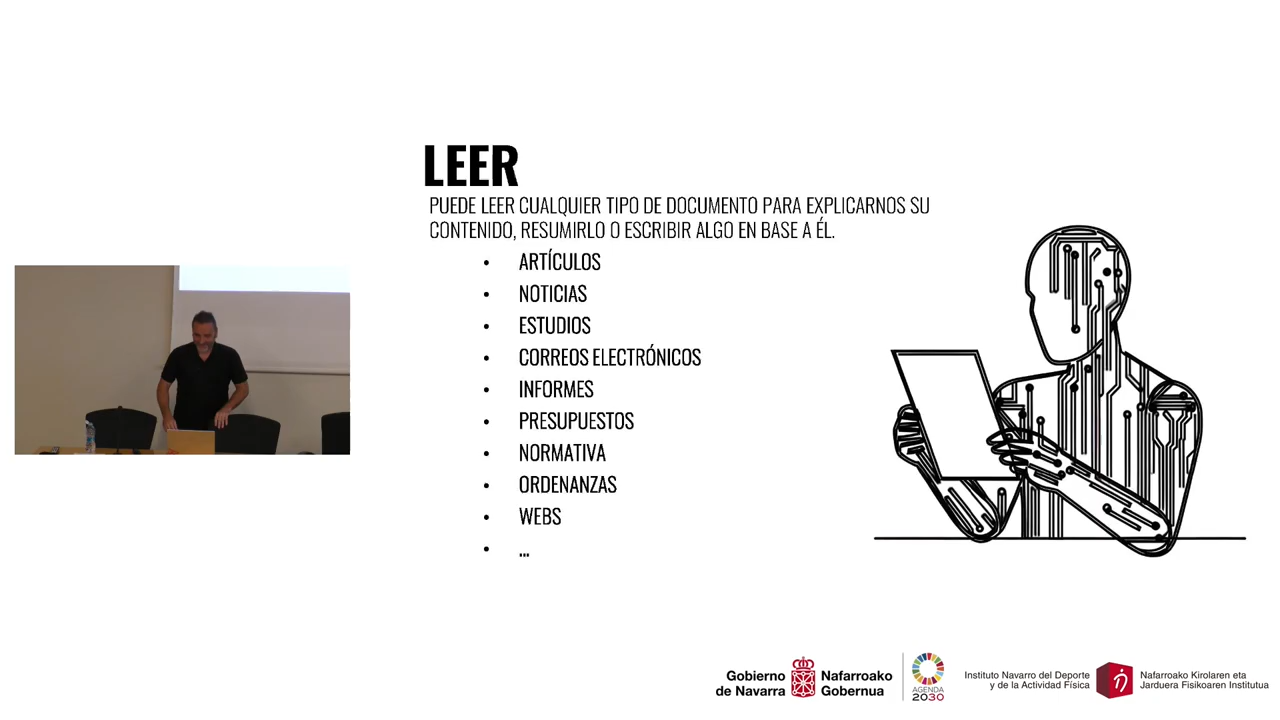 LEER
PUEDE LEER CUALQUIER TIPO DE DOCUMENTO PARA EXPLICARNOS SU
CONTENIDO, RESUMIRLO O ESCRIBIR ALGO EN BASE A ÉL.
• ARTÍCULOS
• NOTICIAS
• ESTUDIOS
• CORREOS ELECTRÓNICOS
• INFORMES
• PRESUPUESTOS
• NORMATIVA
• ORDENANZAS
• WEBS
• ...
Gobierno
de Navarra
Nafarroako
Gobernua
AGENDA
2030
Instituto Navarro del Deporte
y de la Actividad Física
Nafarroako Kirolaren eta
Jarduera Fisikoaren Institutua